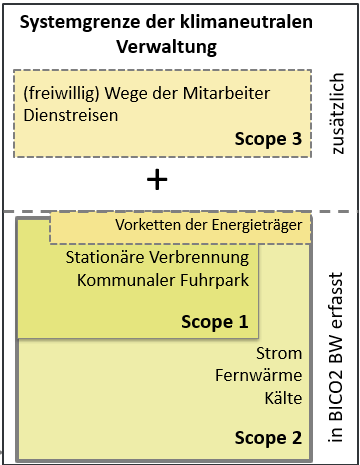 Systemgrenze der klimaneutralen
Verwaltung
(freiwillig) Wege der Mitarbeiter
Dienstreisen
Scope 3
zusätzlich
+
Vorketten der Energieträger
Stationäre Verbrennung
Kommunaler Fuhrpark
Scope 1
Strom
Fernwärme
Kälte
Scope 2
in BICO2 BW erfasst